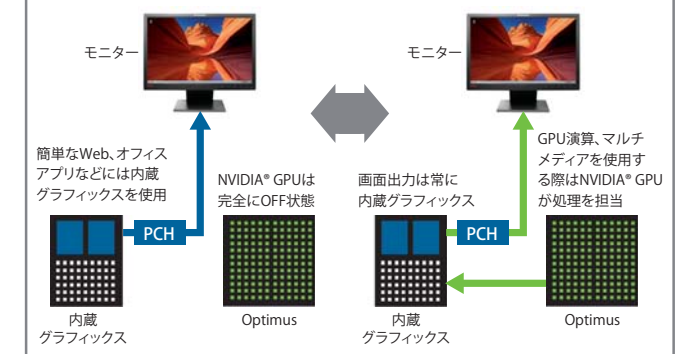 モニター
簡単なWeb、オフィス
アプリなどには内蔵
グラフィックスを使用
NVIDIA® GPUは
完全にOFF状態
PCH
内蔵
グラフィックス
Optimus
モニター
GPU演算、マルチ
メディアを使用す
る際はNVIDIA® GPU
が処理を担当
画面出力は常に
内蔵グラフィックス
PCH
内蔵
グラフィックス
Optimus